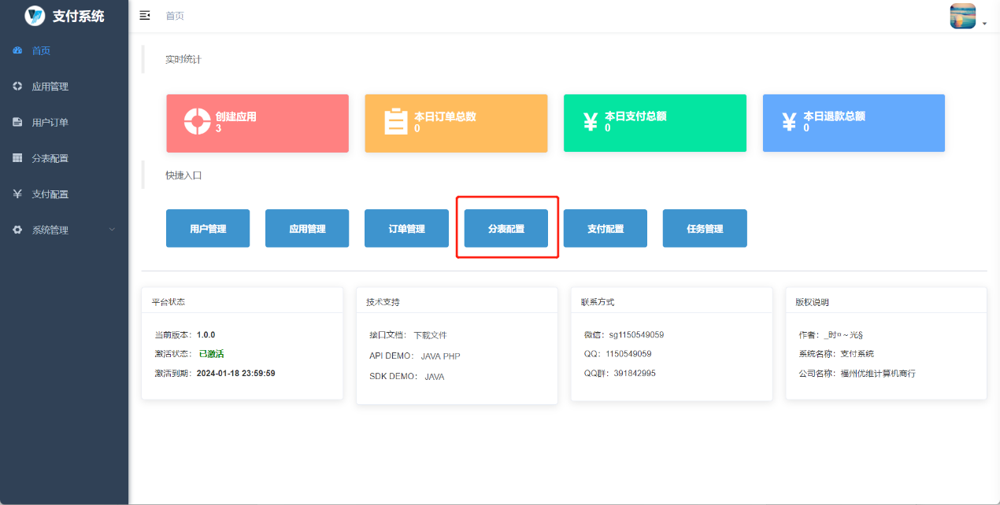 支付系统
首页
应用管理
用户订单
分表配置
支付配置
系统管理
首页
实时统计
创建应用
3
本日订单总数
0
本日支付总额
0
本日退款总额
0
快捷入口
用户管理
应用管理
订单管理
分表配置
支付配置
任务管理
平台状态
当前版本：1.0.0
激活状态：已激活
激活到期：2024-01-18 23:59:59
技术支持
接口文档：下载文件
API DEMO：JAVA PHP
SDK DEMO：JAVA
联系方式
微信：sg1150549059
QQ：1150549059
QQ群：391842995
版权说明
作者：_时¤～光§
系统名称：支付系统
公司名称：福州优维计算机商行